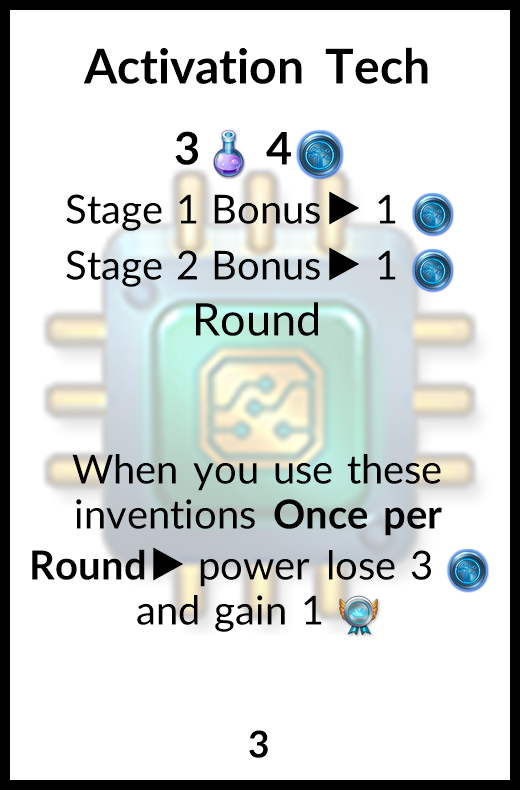 Activation Tech
3 4
Stage 1 Bonus▶ 1
Stage 2 Bonus▶ 1
Round
When you use these
inventions Once per
Round▶ power lose 3
and gain 1
3